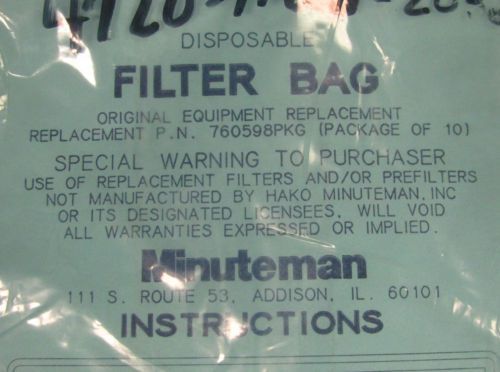 DISPOSABLE
FILTER BAG
ORIGINAL EQUIPMENT REPLACEMENT
REPLACEMENT P.N. 760598PKG (PACKAGE OF 10)
SPECIAL WARNING TO PURCHASER
USE OF REPLACEMENT FILTERS AND/OR PREFILTERS
NOT MANUFACTURED BY HAKO MINUTEMAN, INC
OR ITS DESIGNATED LICENSEES, WILL VOID
ALL WARRANTIES EXPRESSED OR IMPLIED.
Minuteman
111 S. ROUTE 53, ADDISON, IL. 60101
INSTRUCTIONS